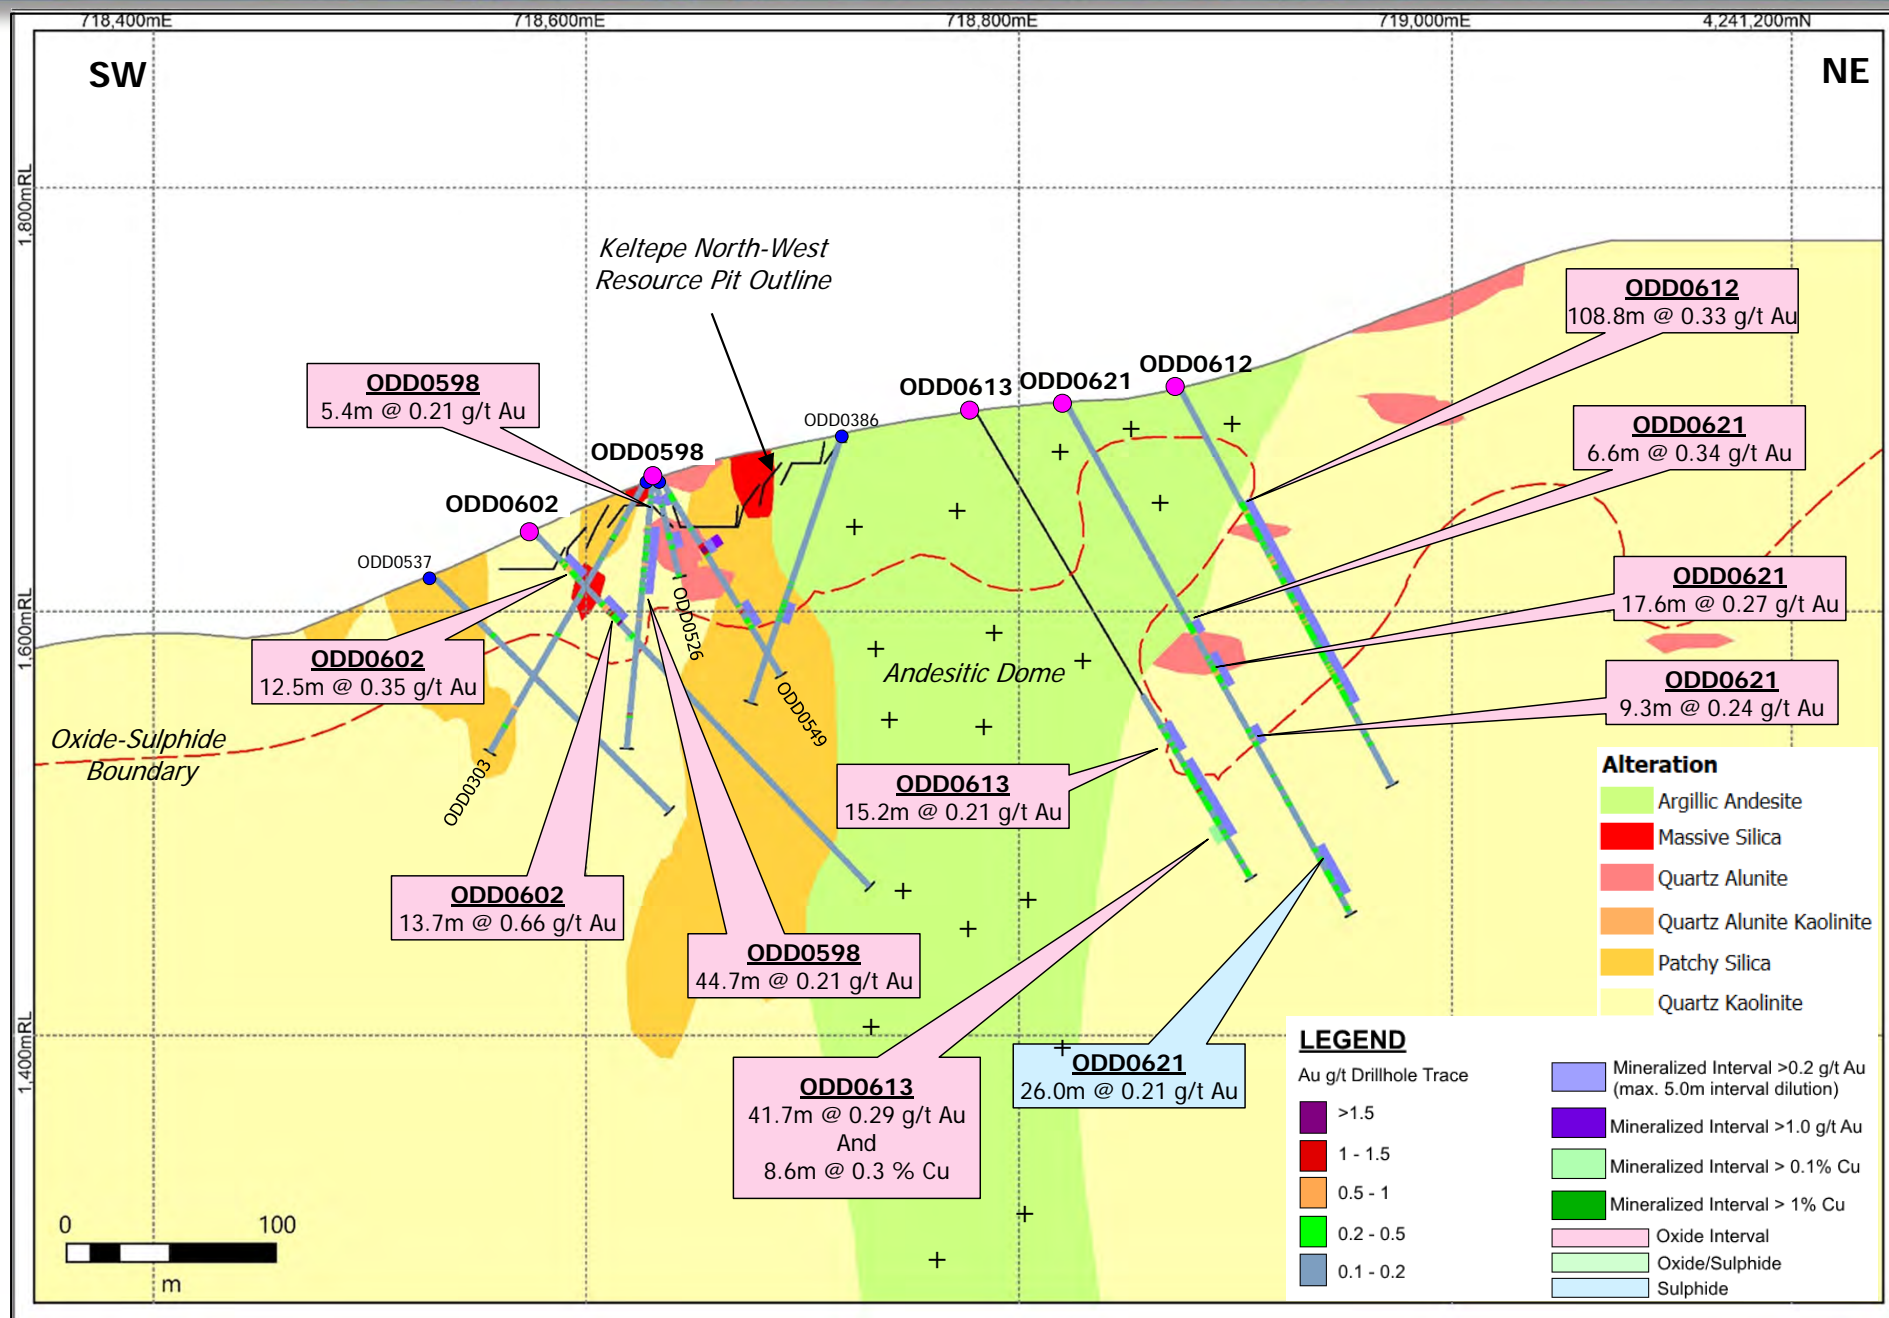 718,400mE
718,600mE
718,800mE
719,000mE
4,241,200mN
SW
NE
1,800mRL
1,600mRL
1,400mRL
Keltepe North-West
Resource Pit Outline
ODD0612
108.8m @ 0.33 g/t Au
ODD0598
5.4m @ 0.21 g/t Au
ODD0613
ODD0621
ODD0612
ODD0386
ODD0621
6.6m @ 0.34 g/t Au
ODD0598
ODD0602
ODD0537
ODD0621
17.6m @ 0.27 g/t Au
ODD0526
ODD0602
12.5m @ 0.35 g/t Au
Andesitic Dome
ODD0621
9.3m @ 0.24 g/t Au
ODD0549
Oxide-Sulphide
Boundary
ODD0303
ODD0613
15.2m @ 0.21 g/t Au
Alteration
Argillic Andesite
Massive Silica
Quartz Alunite
Quartz Alunite Kaolinite
Patchy Silica
Quartz Kaolinite
ODD0602
13.7m @ 0.66 g/t Au
ODD0598
44.7m @ 0.21 g/t Au
ODD0613
41.7m @ 0.29 g/t Au
And
8.6m @ 0.3 % Cu
ODD0621
26.0m @ 0.21 g/t Au
LEGEND
Au g/t Drillhole Trace
>1.5
1 - 1.5
0.5 - 1
0.2 - 0.5
0.1 - 0.2
Mineralized Interval >0.2 g/t Au
(max. 5.0m interval dilution)
Mineralized Interval >1.0 g/t Au
Mineralized Interval > 0.1% Cu
Mineralized Interval > 1% Cu
Oxide Interval
Oxide/Sulphide
Sulphide
0 100
m